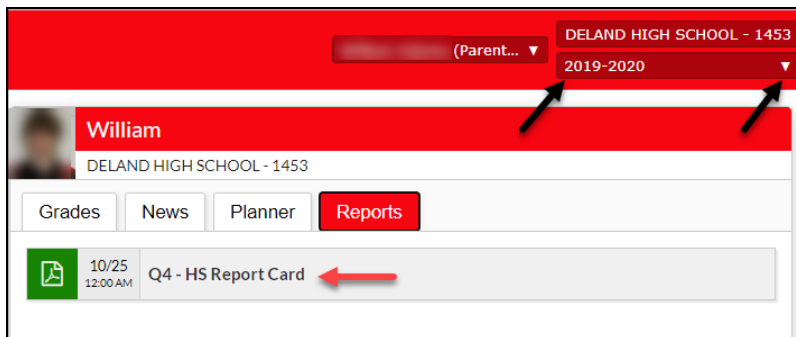 (Parent... ▼
DELAND HIGH SCHOOL - 1453
2019-2020 ▼
William
DELAND HIGH SCHOOL - 1453
Grades News Planner Reports
10/25
12:00 AM
Q4 - HS Report Card